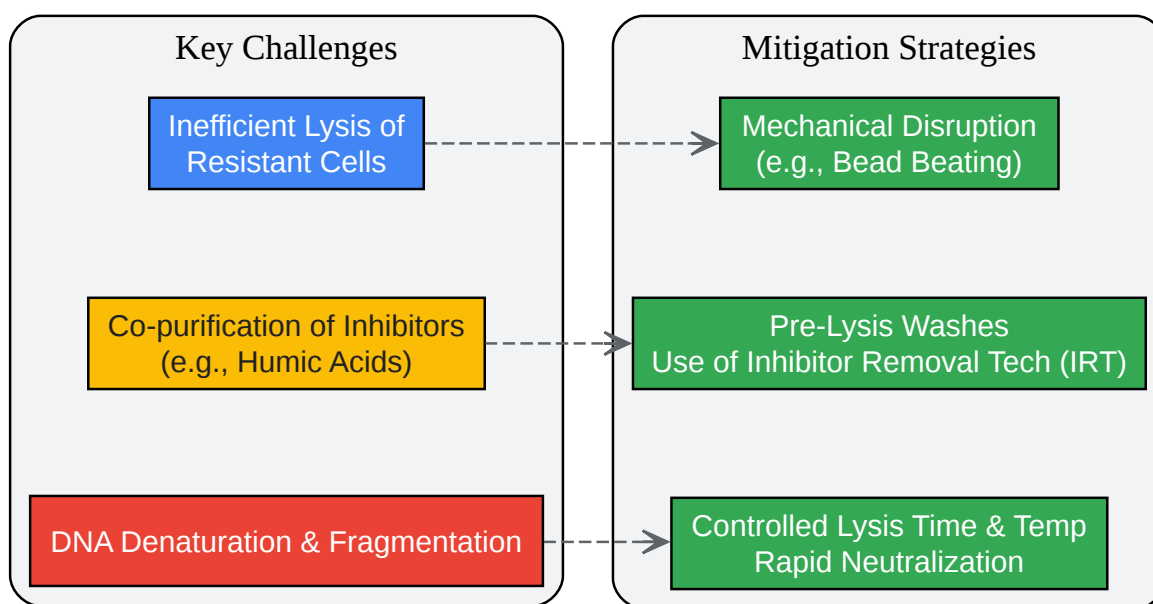 Key Challenges
Inefficient Lysis of
Resistant Cells
Co-purification of Inhibitors
(e.g., Humic Acids)
DNA Denaturation & Fragmentation
Mitigation Strategies
Mechanical Disruption
(e.g., Bead Beating)
Pre-Lysis Washes
Use of Inhibitor Removal Tech (IRT)
Controlled Lysis Time & Temp
Rapid Neutralization